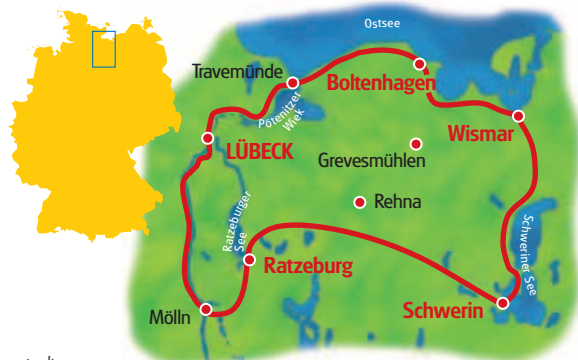 Ostsee
Travemünde
Boltenhagen
Pötenitzer
Wiek
Wismar
LÜBECK
Grevesmühlen
Rehna
Ratzeburger
See
Schweriner See
Ratzeburg
Schwerin
Mölln